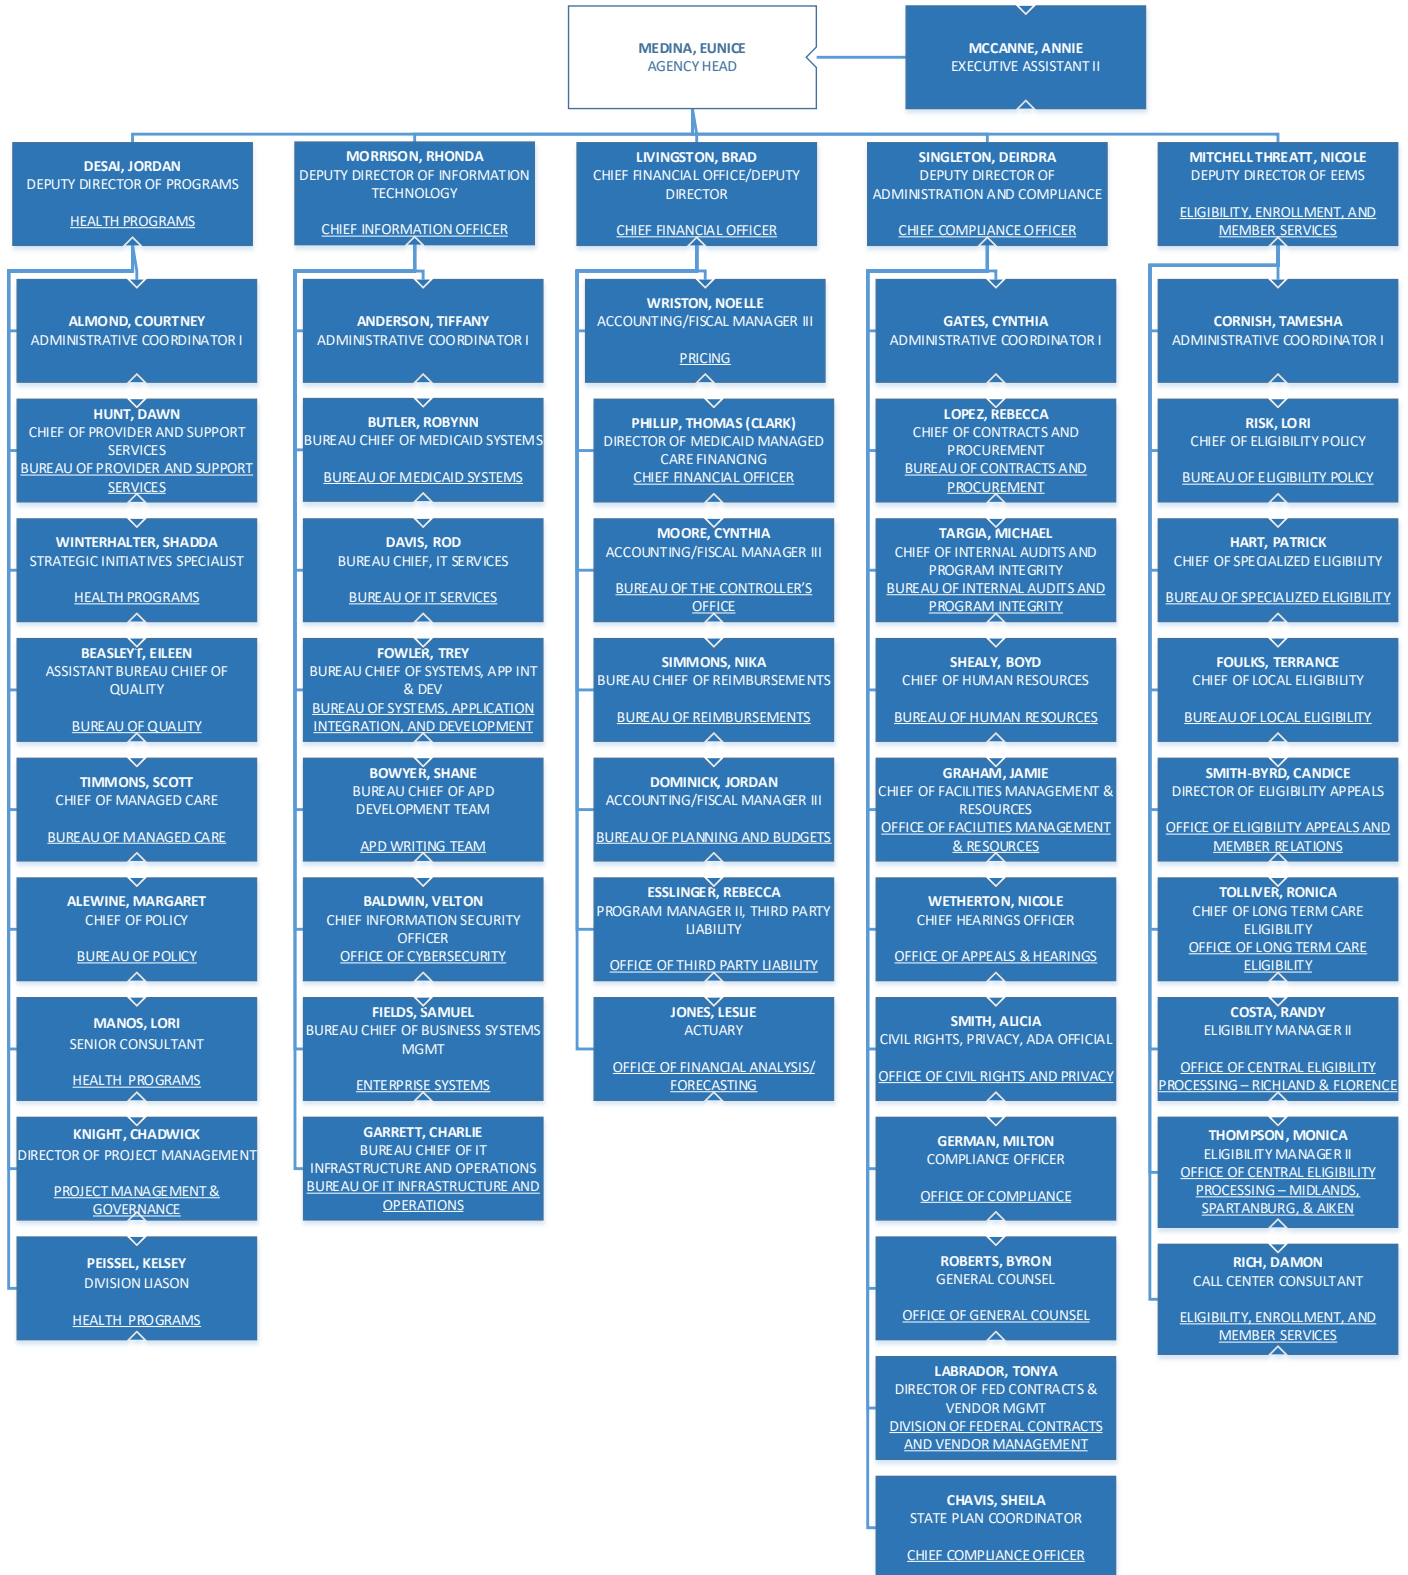 MEDINA, EUNICE
AGENCY HEAD
MCCANNE, ANNIE
EXECUTIVE ASSISTANT II
DESAI, JORDAN
DEPUTY DIRECTOR OF PROGRAMS
HEALTH PROGRAMS
ALMOND, COURTNEY
ADMINISTRATIVE COORDINATOR I
HUNT, DAWN
CHIEF OF PROVIDER AND SUPPORT
SERVICES
BUREAU OF PROVIDER AND SUPPORT
SERVICES
WINTERHALTER, SHADDA
STRATEGIC INITIATIVES SPECIALIST
HEALTH PROGRAMS
BEASLEYT, EILEEN
ASSISTANT BUREAU CHIEF OF
QUALITY
BUREAU OF QUALITY
TIMMONS, SCOTT
CHIEF OF MANAGED CARE
BUREAU OF MANAGED CARE
ALEWINE, MARGARET
CHIEF OF POLICY
BUREAU OF POLICY
MANOS, LORI
SENIOR CONSULTANT
HEALTH PROGRAMS
KNIGHT, CHADWICK
DIRECTOR OF PROJECT MANAGEMENT
PROJECT MANAGEMENT &
GOVERNANCE
PEISSEL, KELSEY
DIVISION LIASON
HEALTH PROGRAMS
MORRISON, RHONDA
DEPUTY DIRECTOR OF INFORMATION
TECHNOLOGY
CHIEF INFORMATION OFFICER
ANDERSON, TIFFANY
ADMINISTRATIVE COORDINATOR I
BUTLER, ROBYNN
BUREAU CHIEF OF MEDICAID SYSTEMS
BUREAU OF MEDICAID SYSTEMS
DAVIS, ROD
BUREAU CHIEF, IT SERVICES
BUREAU OF IT SERVICES
FOWLER, TREY
BUREAU CHIEF OF SYSTEMS, APP INT
& DEV
BUREAU OF SYSTEMS, APPLICATION
INTEGRATION, AND DEVELOPMENT
BOWYER, SHANE
BUREAU CHIEF OF APD
DEVELOPMENT TEAM
APD WRITING TEAM
BALDWIN, VELTON
CHIEF INFORMATION SECURITY
OFFICER
OFFICE OF CYBERSECURITY
FIELDS, SAMUEL
BUREAU CHIEF OF BUSINESS SYSTEMS
MGMT
ENTERPRISE SYSTEMS
GARRETT, CHARLIE
BUREAU CHIEF OF IT
INFRASTRUCTURE AND OPERATIONS
BUREAU OF IT INFRASTRUCTURE AND
OPERATIONS
LIVINGSTON, BRAD
CHIEF FINANCIAL OFFICE/DEPUTY
DIRECTOR
CHIEF FINANCIAL OFFICER
WRISTON, NOELLE
ACCOUNTING/FISCAL MANAGER III
PRICING
PHILLIP, THOMAS (CLARK)
DIRECTOR OF MEDICAID MANAGED
CARE FINANCING
CHIEF FINANCIAL OFFICER
MOORE, CYNTHIA
ACCOUNTING/FISCAL MANAGER III
BUREAU OF THE CONTROLLER'S
OFFICE
SIMMONS, NIKA
BUREAU CHIEF OF REIMBURSEMENTS
BUREAU OF REIMBURSEMENTS
DOMINICK, JORDAN
ACCOUNTING/FISCAL MANAGER III
BUREAU OF PLANNING AND BUDGETS
ESSLINGER, REBECCA
PROGRAM MANAGER II, THIRD PARTY
LIABILITY
OFFICE OF THIRD PARTY LIABILITY
JONES, LESLIE
ACTUARY
OFFICE OF FINANCIAL ANALYSIS/
FORECASTING
SINGLETON, DEIRDRA
DEPUTY DIRECTOR OF
ADMINISTRATION AND COMPLIANCE
CHIEF COMPLIANCE OFFICER
GATES, CYNTHIA
ADMINISTRATIVE COORDINATOR I
LOPEZ, REBECCA
CHIEF OF CONTRACTS AND
PROCUREMENT
BUREAU OF CONTRACTS AND
PROCUREMENT
TARGIA, MICHAEL
CHIEF OF INTERNAL AUDITS AND
PROGRAM INTEGRITY
BUREAU OF INTERNAL AUDITS AND
PROGRAM INTEGRITY
SHEALY, BOYD
CHIEF OF HUMAN RESOURCES
BUREAU OF HUMAN RESOURCES
GRAHAM, JAMIE
CHIEF OF FACILITIES MANAGEMENT &
RESOURCES
OFFICE OF FACILITIES MANAGEMENT
& RESOURCES
WETHERTON, NICOLE
CHIEF HEARINGS OFFICER
OFFICE OF APPEALS & HEARINGS
SMITH, ALICIA
CIVIL RIGHTS, PRIVACY, ADA OFFICIAL
OFFICE OF CIVIL RIGHTS AND PRIVACY
GERMAN, MILTON
COMPLIANCE OFFICER
OFFICE OF COMPLIANCE
ROBERTS, BYRON
GENERAL COUNSEL
OFFICE OF GENERAL COUNSEL
LABRADOR, TONYA
DIRECTOR OF FED CONTRACTS &
VENDOR MGMT
DIVISION OF FEDERAL CONTRACTS
AND VENDOR MANAGEMENT
CHAVIS, SHEILA
STATE PLAN COORDINATOR
CHIEF COMPLIANCE OFFICER
MITCHELL THREATT, NICOLE
DEPUTY DIRECTOR OF EEMS
ELIGIBILITY, ENROLLMENT, AND
MEMBER SERVICES
CORNISH, TAMESHA
ADMINISTRATIVE COORDINATOR I
RISK, LORI
CHIEF OF ELIGIBILITY POLICY
BUREAU OF ELIGIBILITY POLICY
HART, PATRICK
CHIEF OF SPECIALIZED ELIGIBILITY
BUREAU OF SPECIALIZED ELIGIBILITY
FOULKS, TERRANCE
CHIEF OF LOCAL ELIGIBILITY
BUREAU OF LOCAL ELIGIBILITY
SMITH-BYRD, CANDICE
DIRECTOR OF ELIGIBILITY APPEALS
OFFICE OF ELIGIBILITY APPEALS AND
MEMBER RELATIONS
TOLLIVER, RONICA
CHIEF OF LONG TERM CARE
ELIGIBILITY
OFFICE OF LONG TERM CARE
ELIGIBILITY
COSTA, RANDY
ELIGIBILITY MANAGER II
OFFICE OF CENTRAL ELIGIBILITY
PROCESSING – RICHLAND & FLORENCE
THOMPSON, MONICA
ELIGIBILITY MANAGER II
OFFICE OF CENTRAL ELIGIBILITY
PROCESSING – MIDLANDS,
SPARTANBURG, & AIKEN
RICH, DAMON
CALL CENTER CONSULTANT
ELIGIBILITY, ENROLLMENT, AND
MEMBER SERVICES